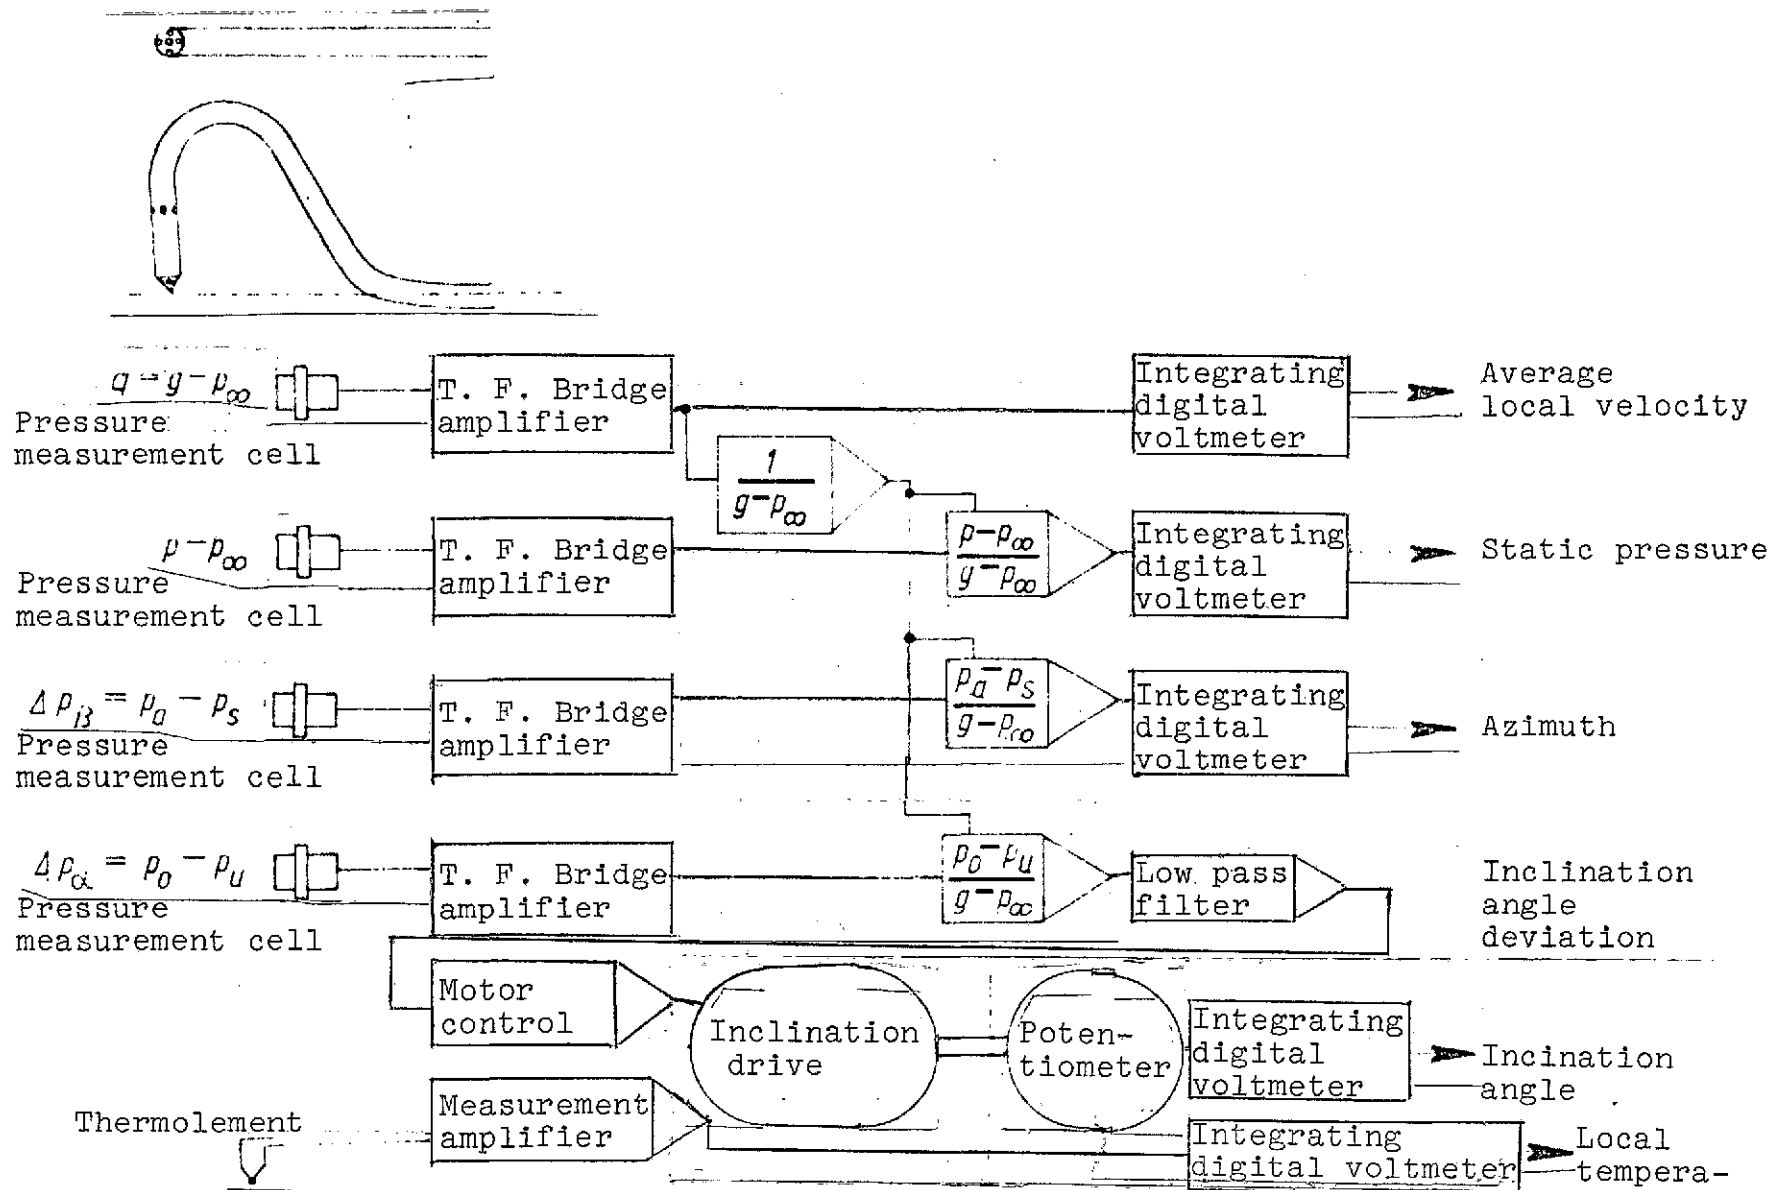 q = g - p∞
Pressure
measurement cell
T. F. Bridge
amplifier
Integrating
digital
voltmeter
Average
local velocity
1
g - p∞
p - p∞
Pressure
measurement cell
T. F. Bridge
amplifier
p - p∞
g - p∞
Integrating
digital
voltmeter
Static pressure
Δpβ = pa - ps
Pressure
measurement cell
T. F. Bridge
amplifier
pa - ps
g - p∞
Integrating
digital
voltmeter
Azimuth
Δpα = po - pu
Pressure
measurement cell
T. F. Bridge
amplifier
po - pu
g - p∞
Low pass
filter
Inclination
angle
deviation
Motor
control
Inclination
drive
Poten-
tiometer
Integrating
digital
voltmeter
Incination
angle
Thermolement
Measurement
amplifier
Integrating
digital voltmeter
Local
tempera-